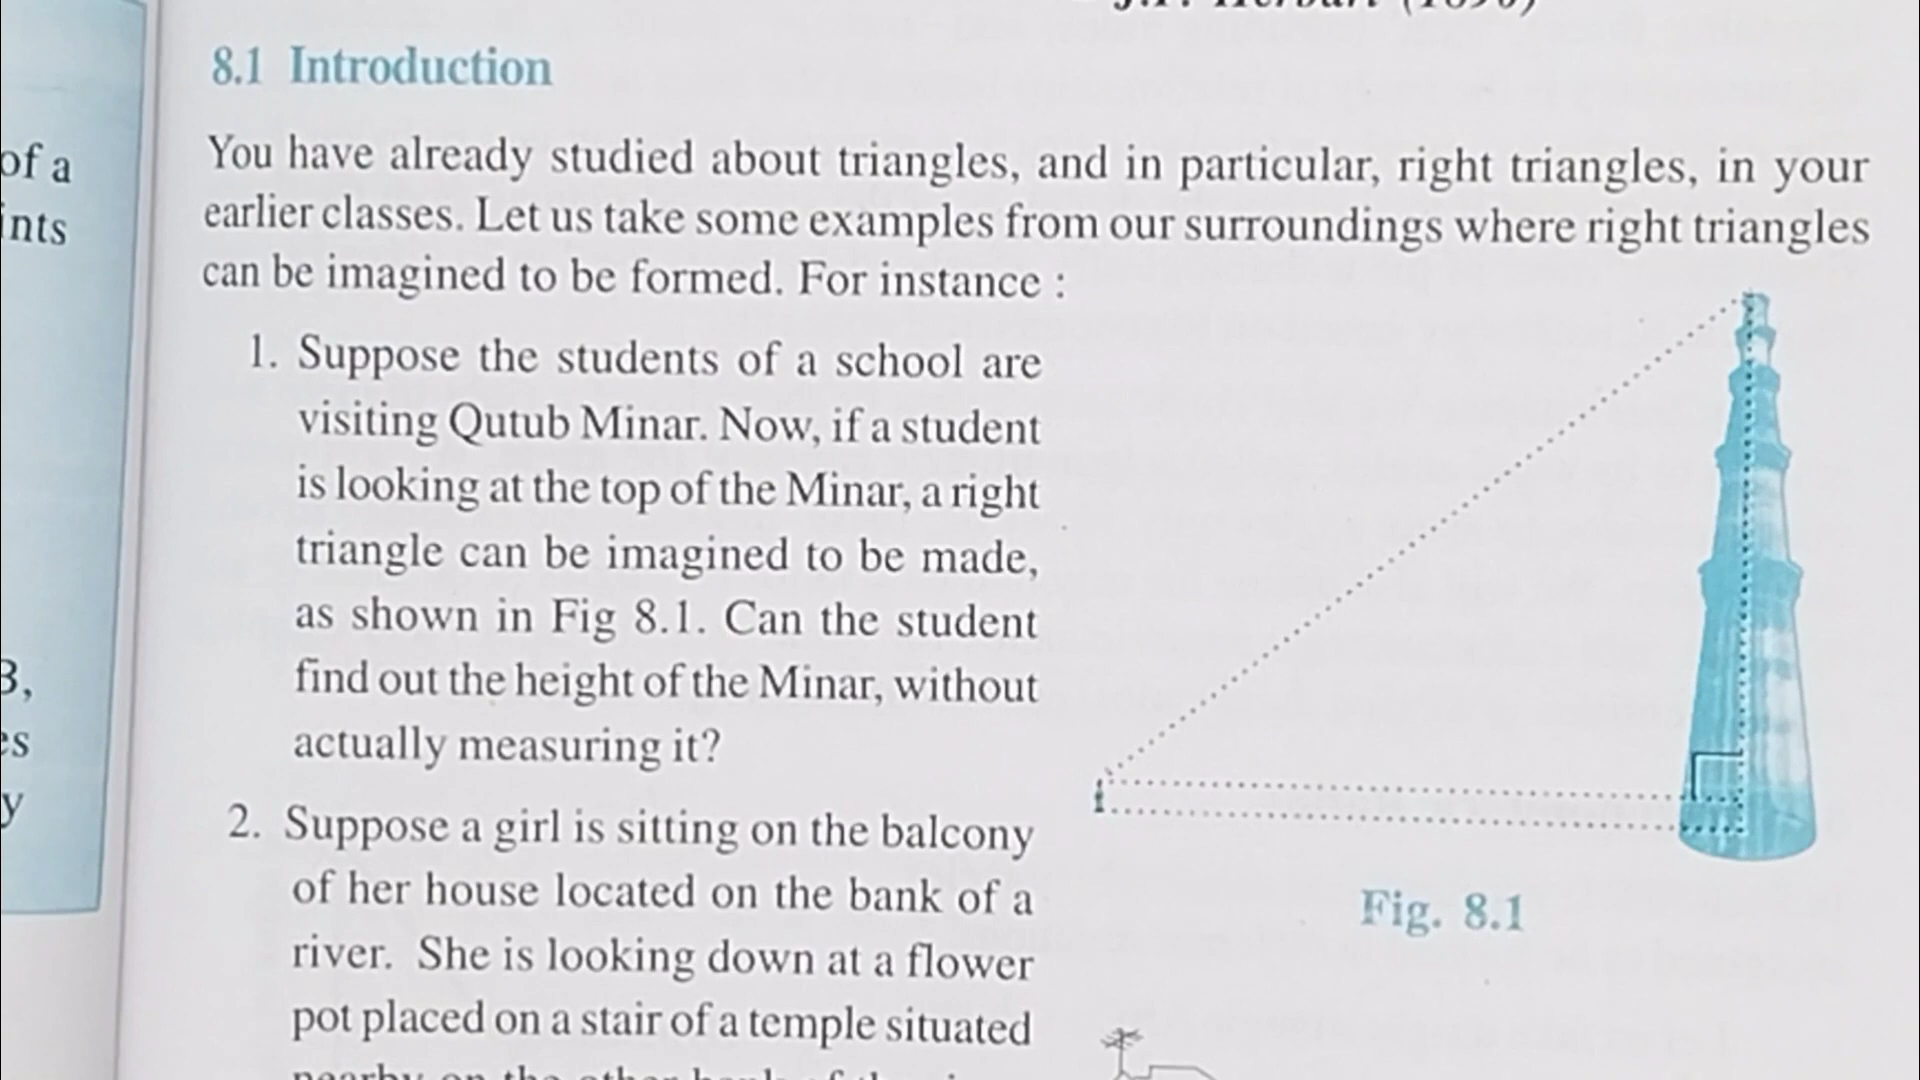 8.1 Introduction
of a
ints
You have already studied about triangles, and in particular, right triangles, in your
earlier classes. Let us take some examples from our surroundings where right triangles
can be imagined to be formed. For instance :
1. Suppose the students of a school are
visiting Qutub Minar. Now, if a student
is looking at the top of the Minar, a right
triangle can be imagined to be made,
as shown in Fig 8.1. Can the student
find out the height of the Minar, without
actually measuring it?
Fig. 8.1
2. Suppose a girl is sitting on the balcony
of her house located on the bank of a
river. She is looking down at a flower
pot placed on a stair of a temple situated